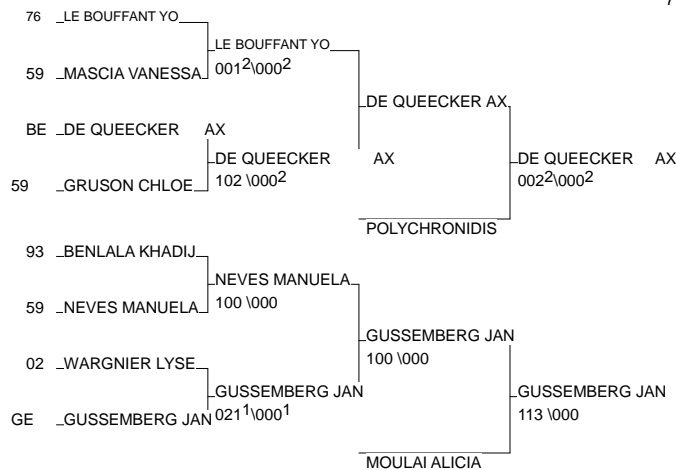 7
76 LE BOUFFANT YO
LE BOUFFANT YO
59 MASCIA VANESSA
001²\000²
DE QUEECKER AX
BE DE QUEECKER AX
DE QUEECKER AX
DE QUEECKER AX
59 GRUSON CHLOE
102 \000²
002²\000²
POLYCHRONIDIS
93 BENLALA KHADIJ
NEVES MANUELA
59 NEVES MANUELA
100 \000
GUSSEMBERG JAN
100 \000
02 WARGNIER LYSE
GUSSEMBERG JAN
GUSSEMBERG JAN
GE GUSSEMBERG JAN
021¹\000¹
113 \000
MOULAI ALICIA